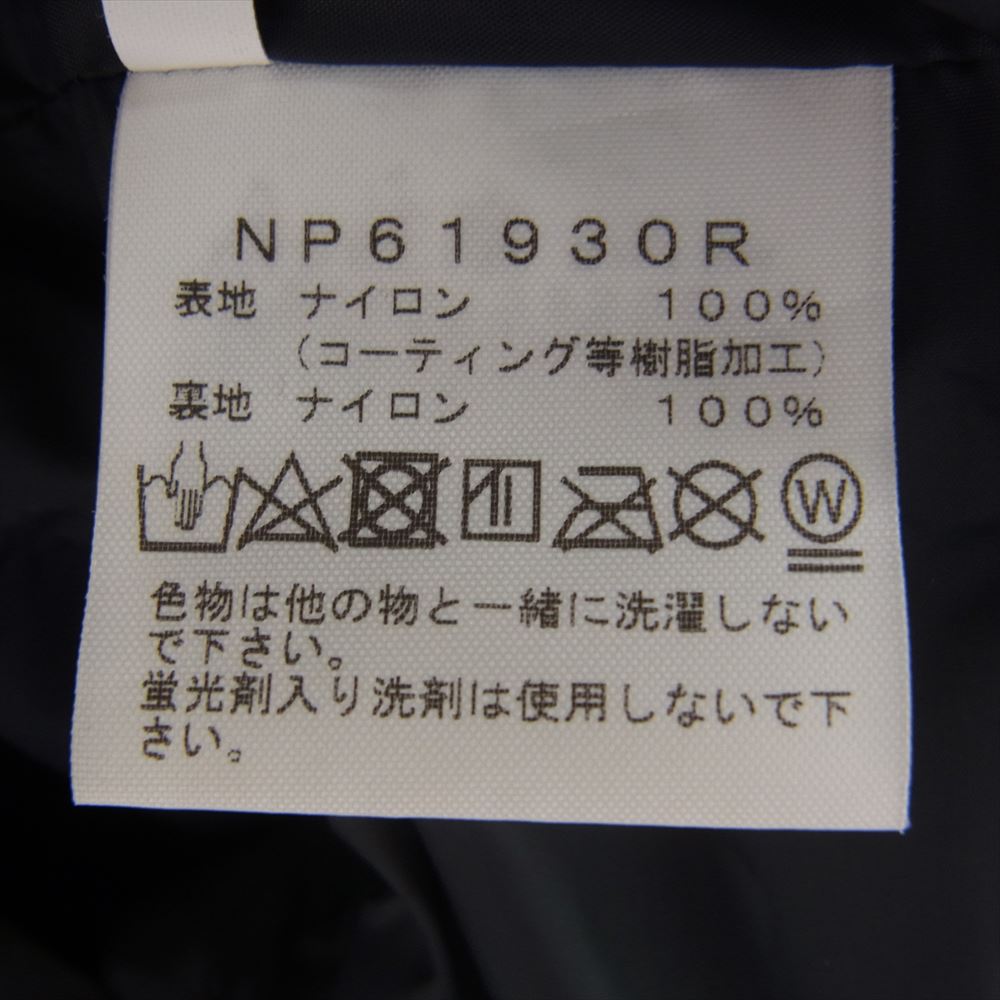 NP61930R
表地 ナイロン 100%
(コーティング等樹脂加工)
裏地 ナイロン 100%
W
色物は他の物と一緒に洗濯しない
で下さい。
蛍光剤入り洗剤は使用しないで下
さい。